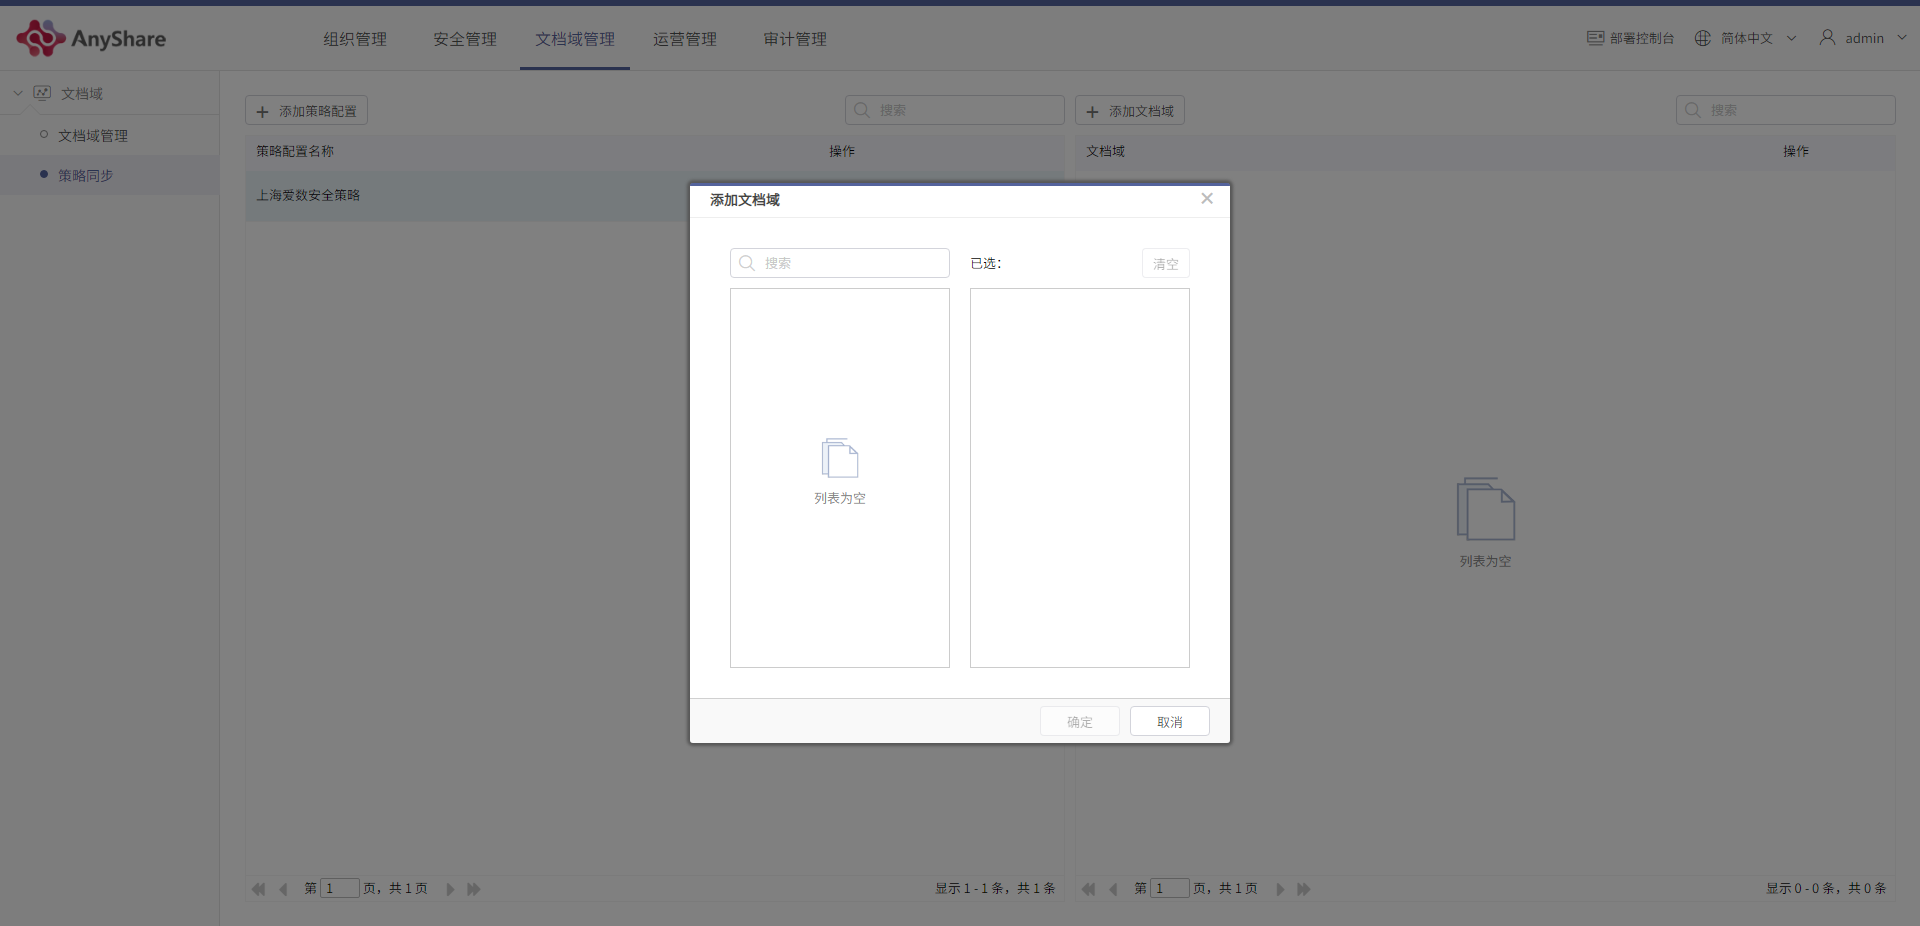 AnyShare
组织管理 安全管理 文档域管理 运营管理 审计管理
部署控制台 简体中文 admin
文档域
文档域管理
策略同步
添加策略配置 搜索
策略配置名称 操作
上海爱数安全策略
第 1 页，共 1 页 显示 1 - 1 条，共 1 条
添加文档域 搜索
文档域 操作
列表为空
第 1 页，共 1 页 显示 0 - 0 条，共 0 条
添加文档域
搜索 已选： 清空
列表为空
确定 取消